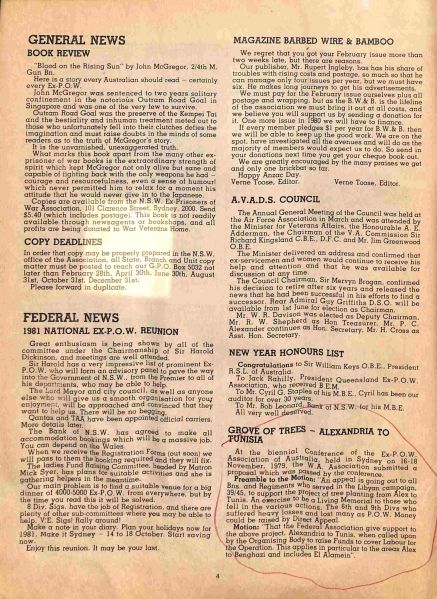 GENERAL NEWS
BOOK REVIEW
"Blood on the Rising Sun" by John McGregor, 2/4th M.
Gun Bn.
Here is a story every Australian should read – certainly
every Ex-P.O.W.
John McGregor was sentenced to two years solitary
confinement in the notorious Outram Road Goal in
Singapore and was one of the very few to survive.
Outram Road Goal was the preserve of the Kempei Tai
and the bestiality and inhuman treatment meted out to
those who unfortunately fell into their clutches defies the
imagination and must raise doubts in the minds of some
readers as to the truth of McGregor's story.
It is the unvarnished, unexaggerated truth.
What marks this book apart from the many other ex-
prisoner of war books is the extraordinary strength of
spirit which kept McGregor not only alive but sane and
capable of fighting back with the only weapons he had –
courage and resourcefulness, even a sense of humour!
which never permitted him to relax for a moment his
attitude that he would never give in to the Japanese.
Copies are available from the N.S.W. Ex Prisoners of
War Association, 101 Clarence Street, Sydney, 2000. Send
$5.40 (which includes postage). This book is not readily
available through newsagents or bookshops, and all
profits are being donated to War Veterans Home.
COPY DEADLINES
In order that copy may be properly prepared in the N.S.W.
office of the Association, all State, Branch and Unit copy
matter must be posted to reach our G.P.O. Box 5032 not
later than February 28th, April 30th, June 30th, August
31st, October 31st, December 31st.
Please forward in duplicate.
FEDERAL NEWS
1981 NATIONAL EX-P.O.W. REUNION
Great enthusiasm is being shown by all of the
committee under the Chairmanship of Sir Harold
Dickinson, and meetings are well attended.
Sir Harold has a very impressive list of prominent Ex-
P.O.W. who will form an advisory panel to pave the way
into the Government of N.S.W. from the Premier to all of
his departments, who may be able to help.
The Lord Mayor and city council, as well as everyone
else who will give us a smooth organisation for your
enjoyment, will be approached and convinced that they
want to help us. There will be no begging.
Qantas and TAA have been appointed official carriers.
More details later.
The Bank of N.S.W. has agreed to make all
accommodation bookings which will be a massive job.
You can depend on the Wales.
When we receive the Registration Forms (out soon) we
will pass to them the booking required and they will fix.
The ladies Fund Rising Committee, headed by Matron
Mick Syer, has plans for suitable activities and she is
gathering helpers in the meantime.
Our main problem is to find a suitable venue for a big
dinner of 4000-5000 Ex-P.O.W. from everywhere, but by
the time you read this it will be solved.
8 Div. Sigs. have the job of Registration, and there are
plenty of other sub-committees where you may be able to
help. V.E. Sigs! Rally around!
Make a note in your diary. Plan your holidays now for
1981. Make it Sydney – 14 to 18 October. Start saving
now.
Enjoy this reunion. It may be your last.
MAGAZINE BARBED WIRE & BAMBOO
We regret that you got your February issue more than
two weeks late, but there are reasons.
Our publisher, Mr. Rupert Ingleby, has has his share of
troubles with rising costs and postage, so much so that he
can manage only four issues per year, but we must have
six. He makes long journeys to get his advertisements.
We must pay for the February issue ourselves plus all
postage and wrapping, but as the B.W. & B. is the lifeline
of the association we must bring it out at all costs, and
we believe you will support us by sending a donation for
it. One more issue in 1980 we will have to finance.
If every member pledges $1 per year for B.W. & B. then
we will be able to keep up the good work. We are on the
spot, have investigated all the avenues and will do as the
majority of members would expect us to do. So send in
your donations next time you get your cheque book out.
We are greatly encouraged by the many praises we get
and only one brickbat so far.
Happy Anzac Day.
Verne Toose, Editor. Verne Toose, Editor.
A.V.A.D.S. COUNCIL
The Annual General Meeting of the Council was held at
the Air Force Association in March and was attended by
the Minister for Veterans Affairs, the Honourable A. E.
Adderman, the Chairman of the V.A. Commission Sir
Richard Kingsland C.B.E., D.F.C. and Mr. Jim Greenwood
O.B.E.
The Minister delivered an address and confirmed that
ex-servicemen and women would continue to receive his
help and attention, and that he was available for
discussion at any time.
The Council Chairman, Sir Mervyn Brogan, confirmed
his decision to retire after six years and released the
news that he had been successful in his efforts to find a
successor. Rear Admiral Guy Griffiths D.S.O. will be
available from 1st June for election as Chairman.
Mr. W. R. Davison was elected as Deputy Chairman.
Mr. R. W. Shepherd as Hon Treasurer. Mr. P. C.
Alexander continues as Hon. Secretary. Mr. H. Cross as
Asst. Hon. Secretary.
NEW YEAR HONOURS LIST
Congratulations to Sir William Keys O.B.E., President
R.S.L. of Australia.
To Jack Rahilly, President Queensland Ex-P.O.W.
Association, who received B.E.M.
To Mr. Cyril G. Samples of his M.B.E., Cyril has been our
auditor for over 30 years.
To Mr. Bob Leonard, Bank of N.S.W. for his M.B.E.
All very well deserved.
GROVE OF TREES – ALEXANDRIA TO
TUNISIA
At the biennial Conference of the Ex-P.O.W.
Association of Australia, held in Sydney on 16-18
November, 1979, the W.A. Association submitted a
proposal which was passed by the conference.
Preamble to the Motion: "An appeal is going out to all
Bns. and Regiments who served in the Libyan campaign,
39/45, to support the project of tree planting from Alex to
Tunis. An exercise to be a Living Memorial to those who
fell in the various actions. The 6th and 9th Divs who
suffered heavy losses and lost many as P.O.W. Money
could be raised by Direct Appeal.
Motion: "That the Federal Association give support to
the above project. Alexandria to Tunis, when called upon
by the Organising Body to raise Funds to cover Labour for
the Operation. This applies in particular to the areas Alex
to Benghasi and includes El Alamein".
4